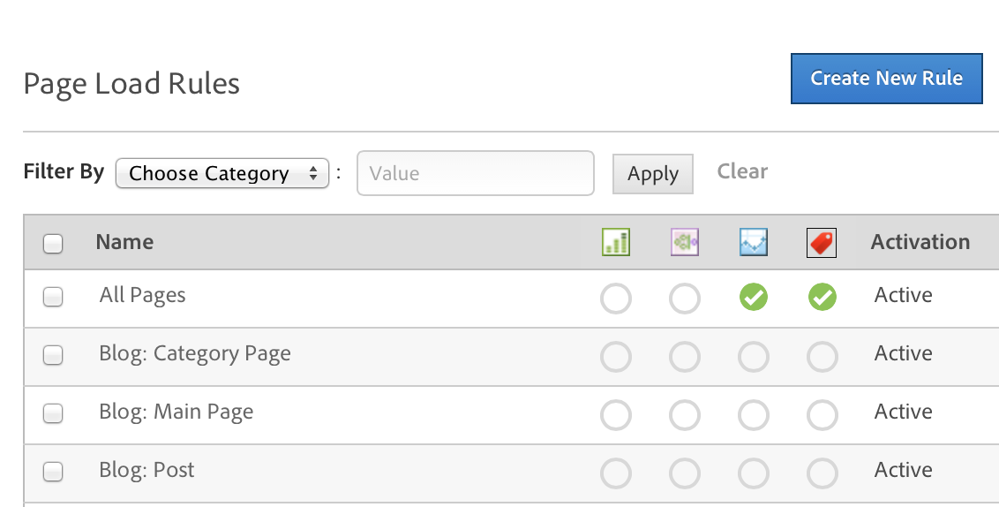 Page Load Rules
Create New Rule
Filter By Choose Category : Value Apply Clear
Name Activation
All Pages Active
Blog: Category Page Active
Blog: Main Page Active
Blog: Post Active